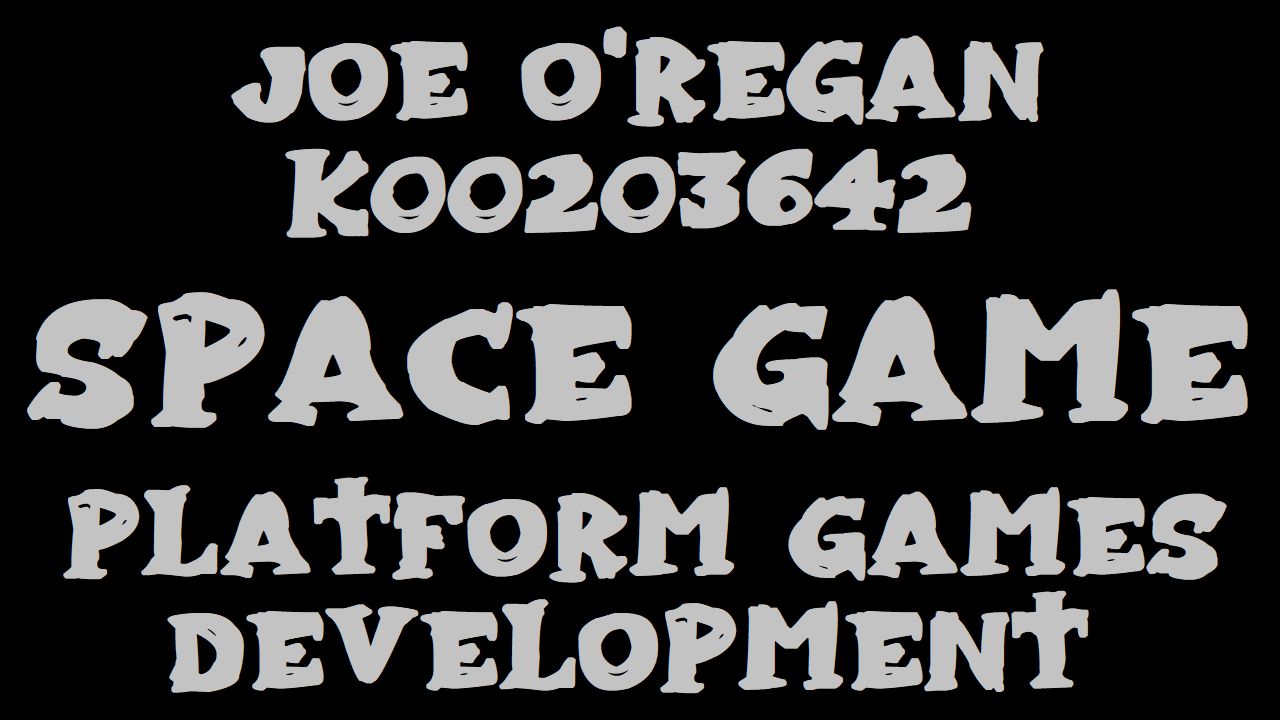 JOE O'REGAN
K00203642
SPACE GAME
PLATFORM GAMES
DEVELOPMENT